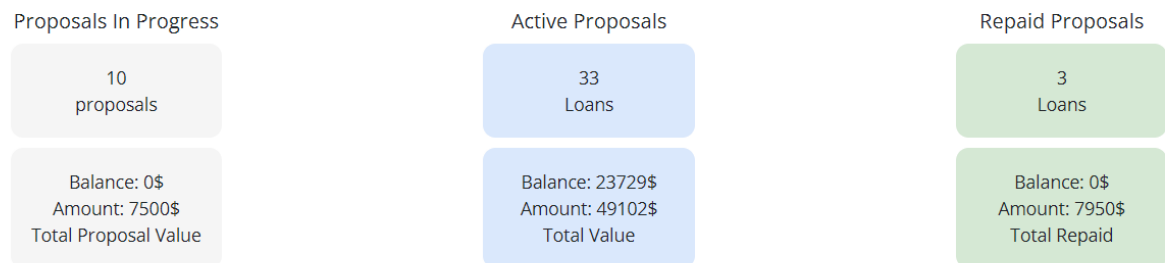 Proposals In Progress
10
proposals
Balance: 0$
Amount: 7500$
Total Proposal Value
Active Proposals
33
Loans
Balance: 23729$
Amount: 49102$
Total Value
Repaid Proposals
3
Loans
Balance: 0$
Amount: 7950$
Total Repaid